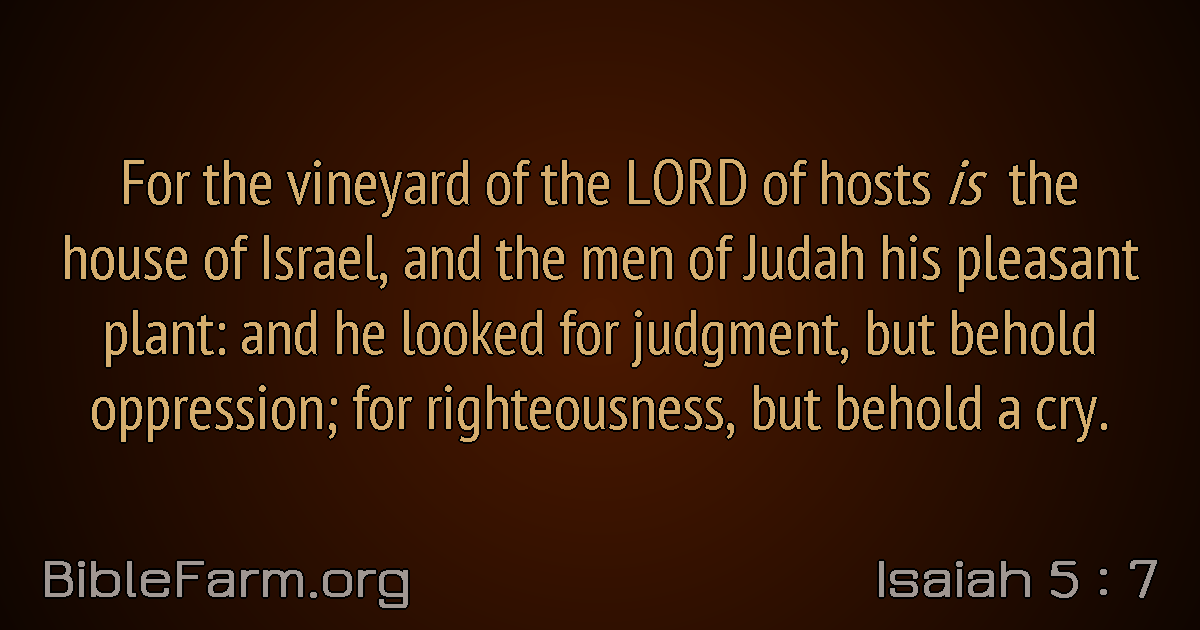 For the vineyard of the LORD of hosts is the
house of Israel, and the men of Judah his pleasant
plant: and he looked for judgment, but behold
oppression; for righteousness, but behold a cry.
BibleFarm.org
Isaiah 5 : 7